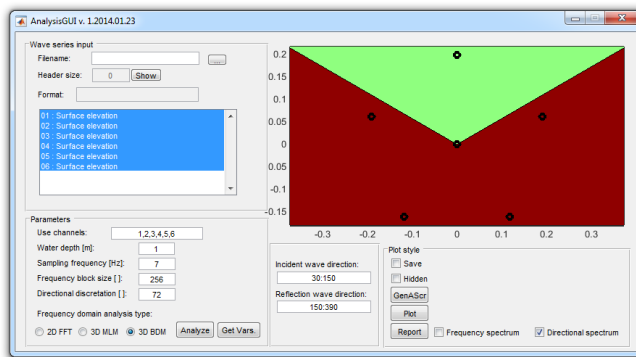 AnalysisGUI v. 1.2014.01.23
Wave series input
Filename:
...
Header size: 0 Show
Format:
01 : Surface elevation
02 : Surface elevation
03 : Surface elevation
04 : Surface elevation
05 : Surface elevation
06 : Surface elevation
0.2
0.15
0.1
0.05
0
-0.05
-0.1
-0.15
-0.3 -0.2 -0.1 0 0.1 0.2 0.3
Parameters
Use channels: 1,2,3,4,5,6
Water depth [m]: 1
Sampling frequency [Hz]: 7
Frequency block size [ ]: 256
Directional discretation [ ]: 72
Frequency domain analysis type:
2D FFT 3D MLM 3D BDM Analyze Get Vars.
Incident wave direction:
30:150
Reflection wave direction:
150:390
Plot style
Save
Hidden
GenAScr
Plot
Report Frequency spectrum Directional spectrum